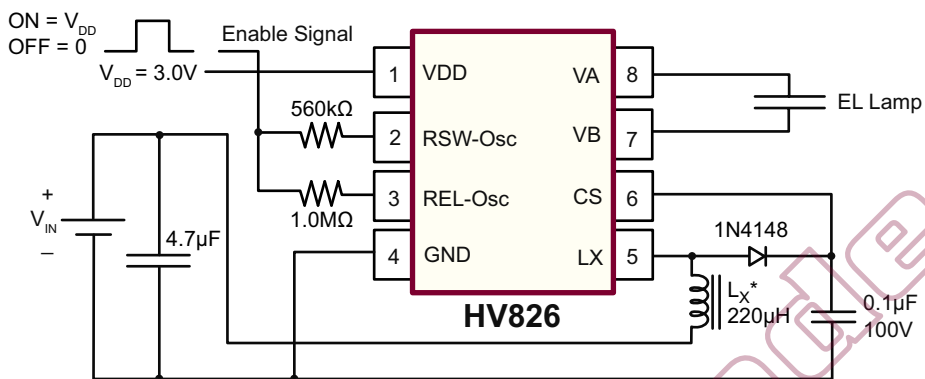 ON = VDD
OFF = 0
Enable Signal
VDD = 3.0V
1 VDD
VA 8
EL Lamp
560kΩ
2 RSW-Osc
VB 7
3 REL-Osc
1.0MΩ
CS 6
+
VIN
–
4.7µF
4 GND
LX 5
1N4148
HV826
LX*
220µH
0.1µF
100V